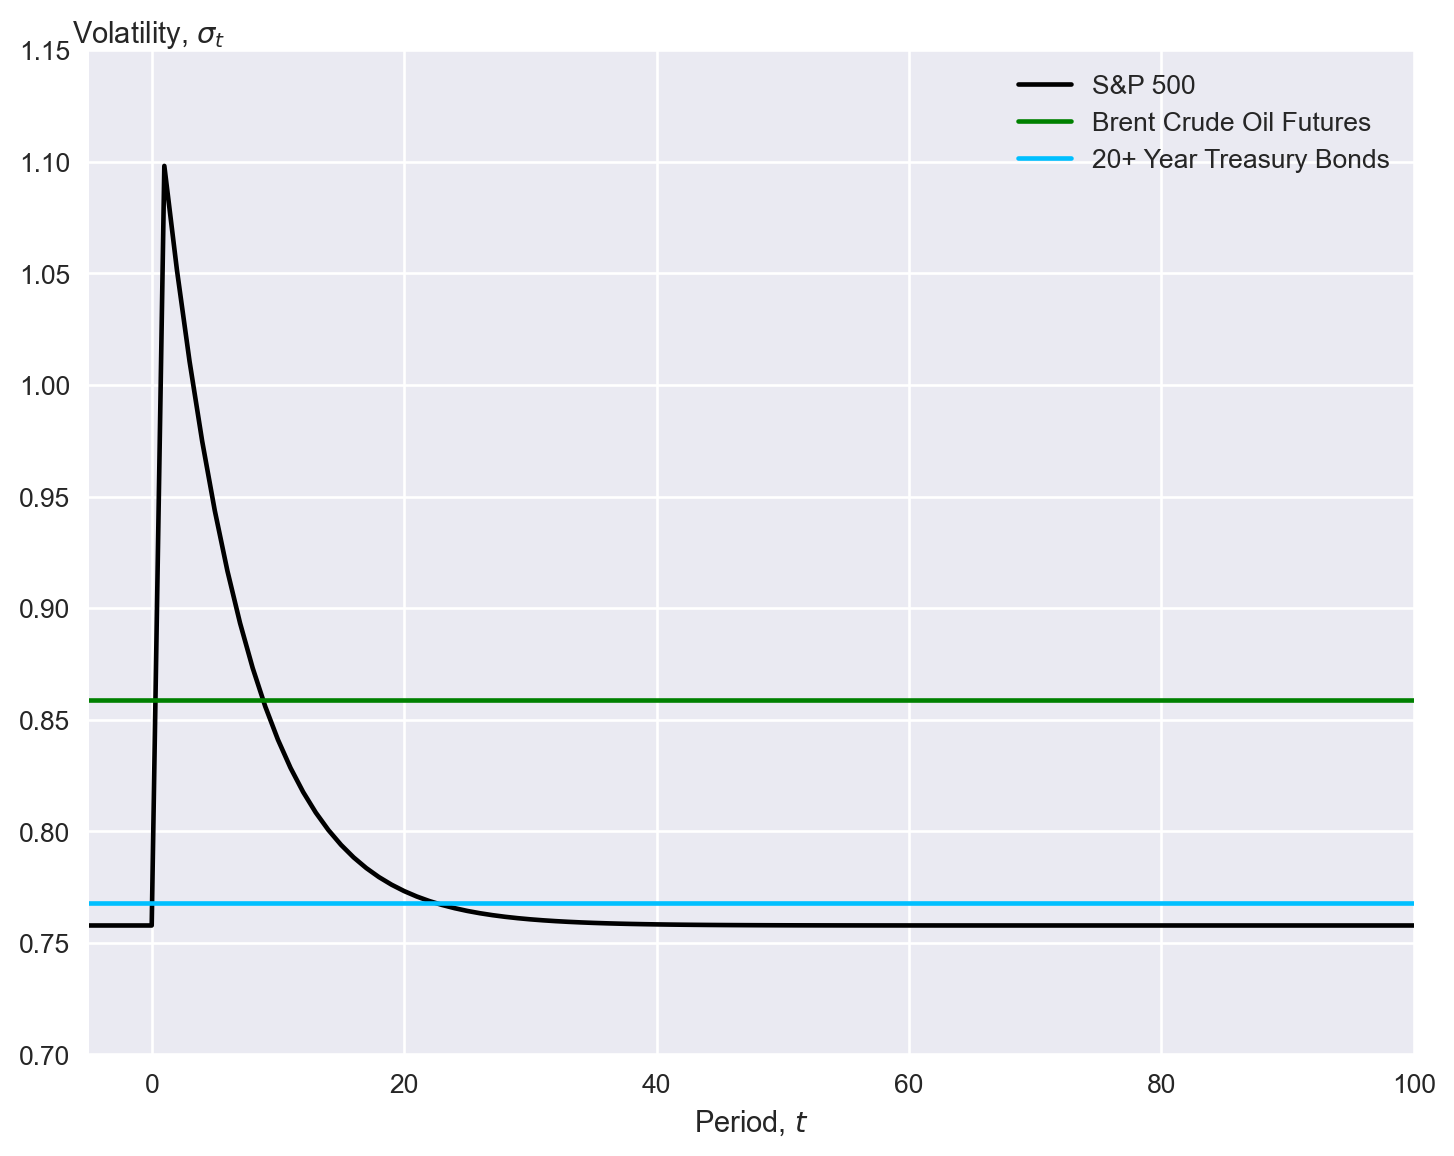 Volatility, σt
1.15
1.10
1.05
1.00
0.95
0.90
0.85
0.80
0.75
0.70
S&P 500
Brent Crude Oil Futures
20+ Year Treasury Bonds
0 20 40 60 80 100
Period, t